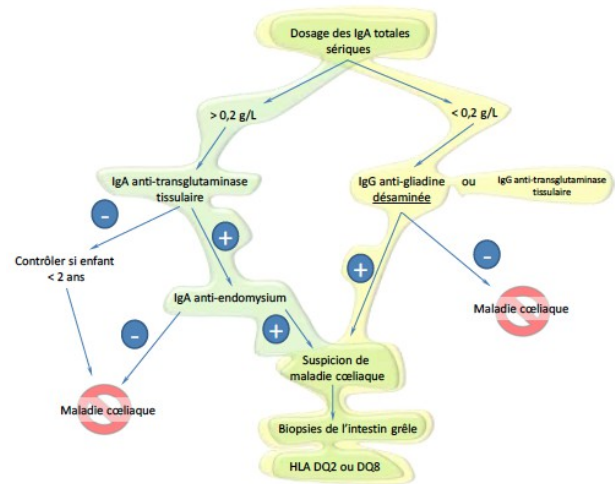 Dosage des IgA totales
sériques
> 0,2 g/L
< 0,2 g/L
IgA anti-transglutaminase
tissulaire
IgG anti-gliadine
désaminée
ou
IgG anti-transglutaminase
tissulaire
-
+
Contrôler si enfant
< 2 ans
+
-
IgA anti-endomysium
Maladie cœliaque
-
+
Suspicion de
maladie cœliaque
Maladie cœliaque
Biopsies de l'intestin grêle
HLA DQ2 ou DQ8